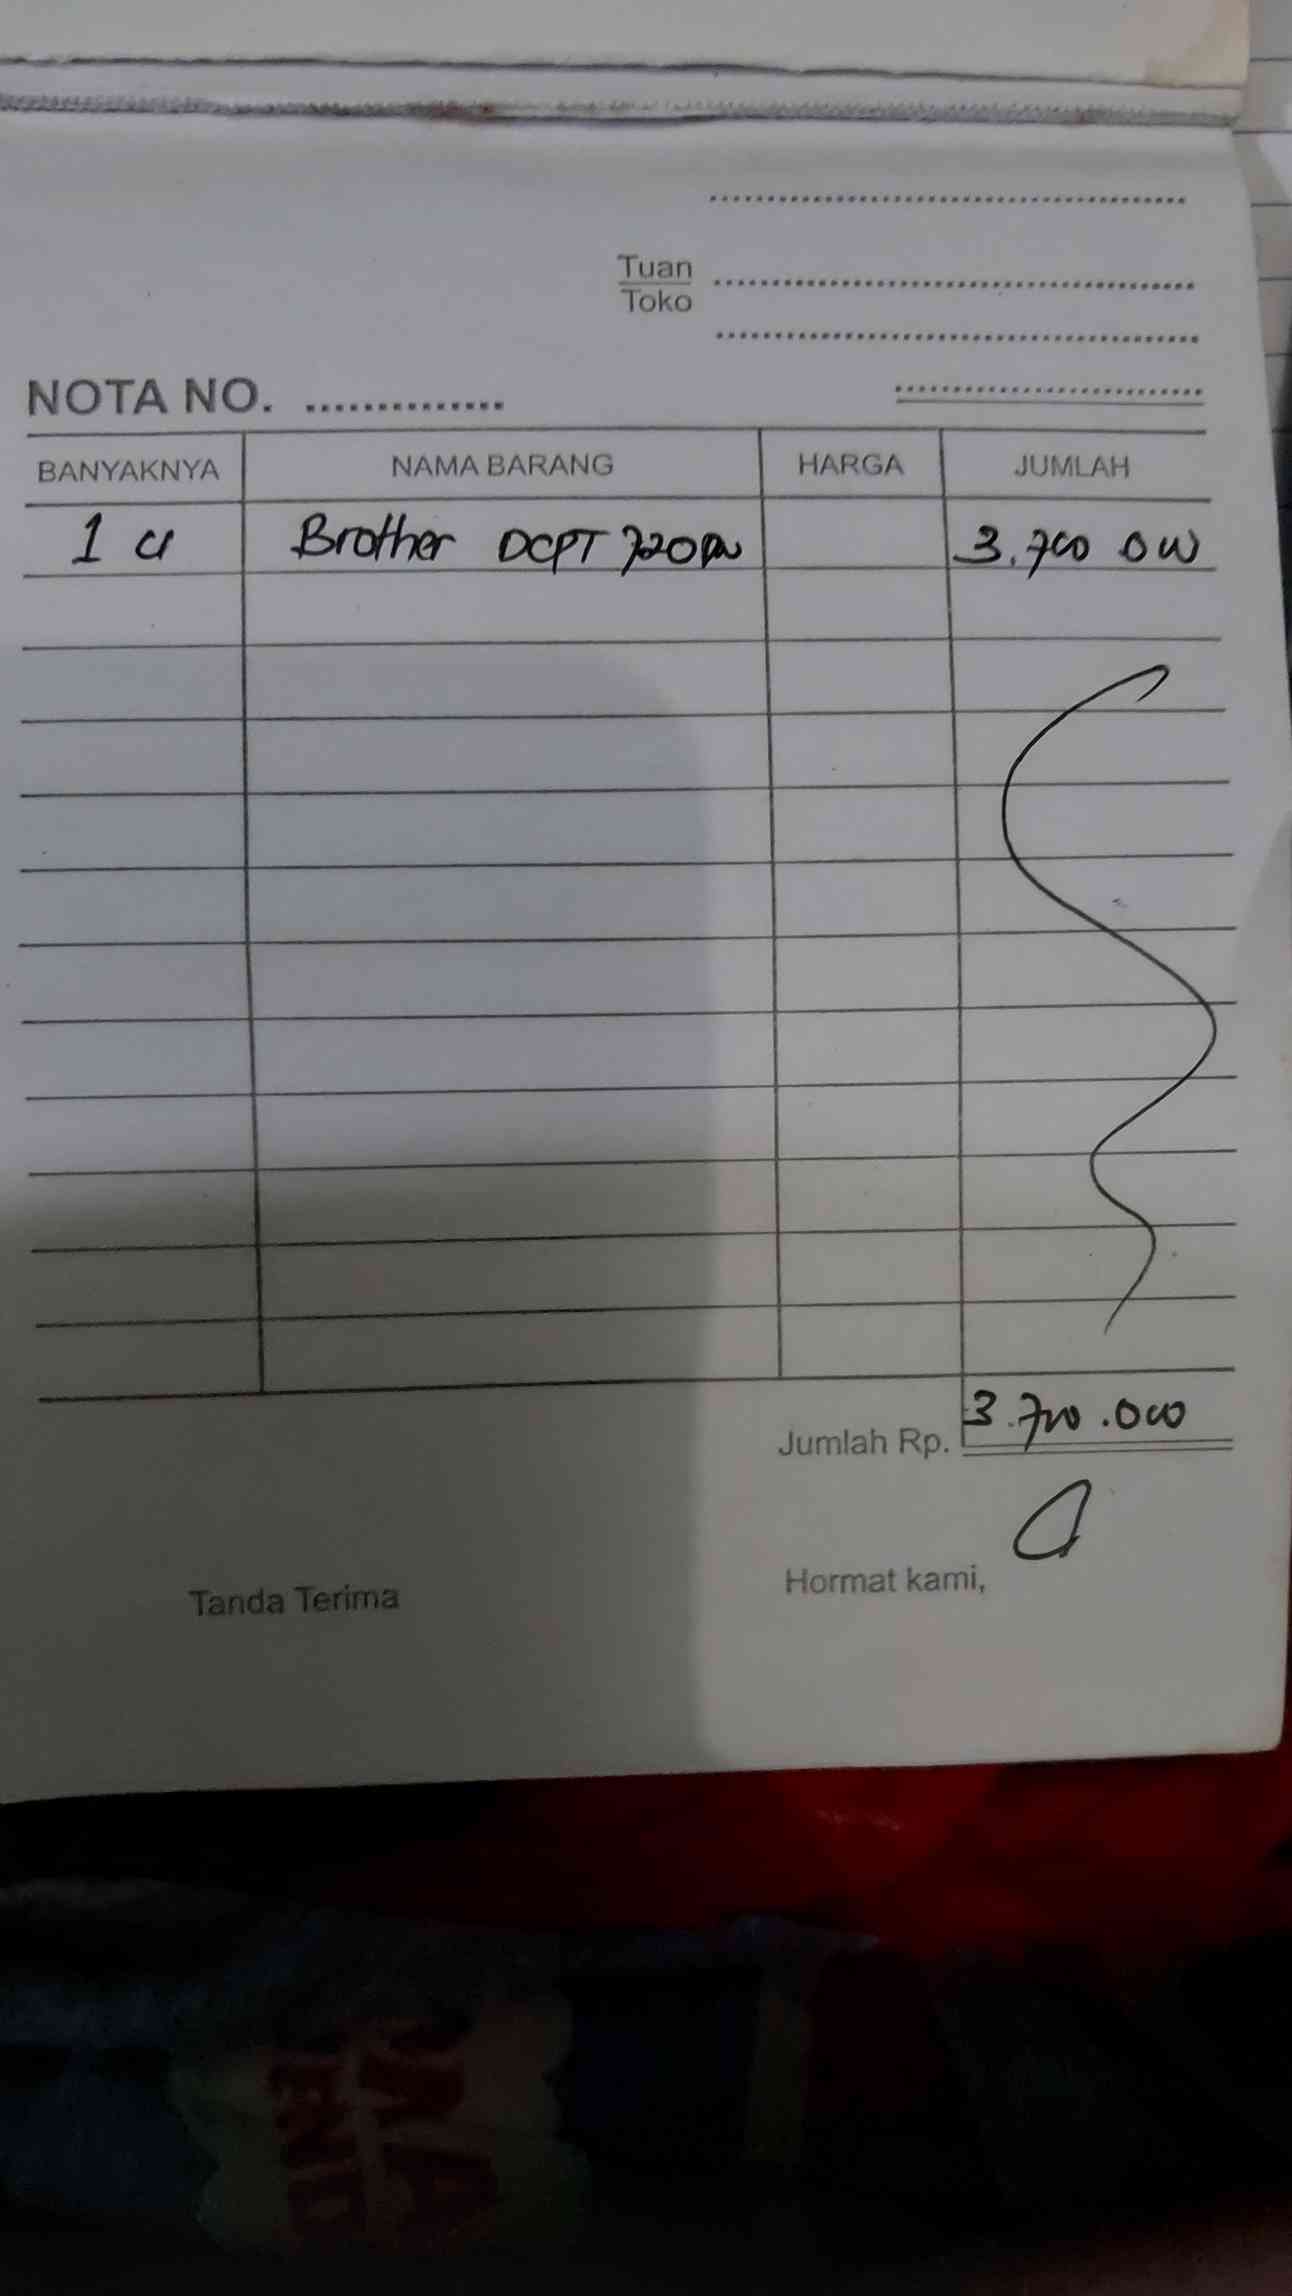 Tuan
Toko
NOTA NO.
BANYAKNYA NAMA BARANG HARGA JUMLAH
1 u Brother DCPT 720DW 3.700 000
Jumlah Rp. 3.700.000
Tanda Terima Hormat kami,